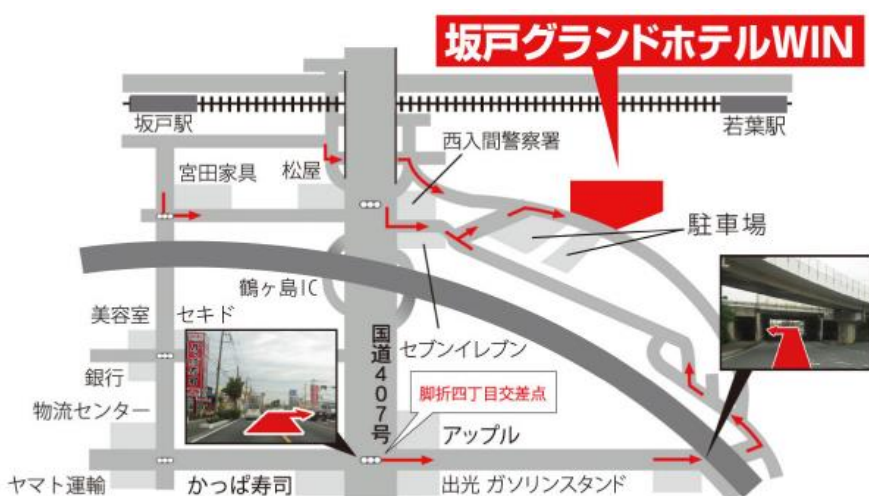 坂戸グランドホテルWIN
坂戸駅
若葉駅
西入間警察署
宮田家具
松屋
駐車場
鶴ヶ島IC
美容室
セキド
セブンイレブン
国道407号
銀行
脚折四丁目交差点
物流センター
アップル
ヤマト運輸
かっぱ寿司
出光 ガソリンスタンド